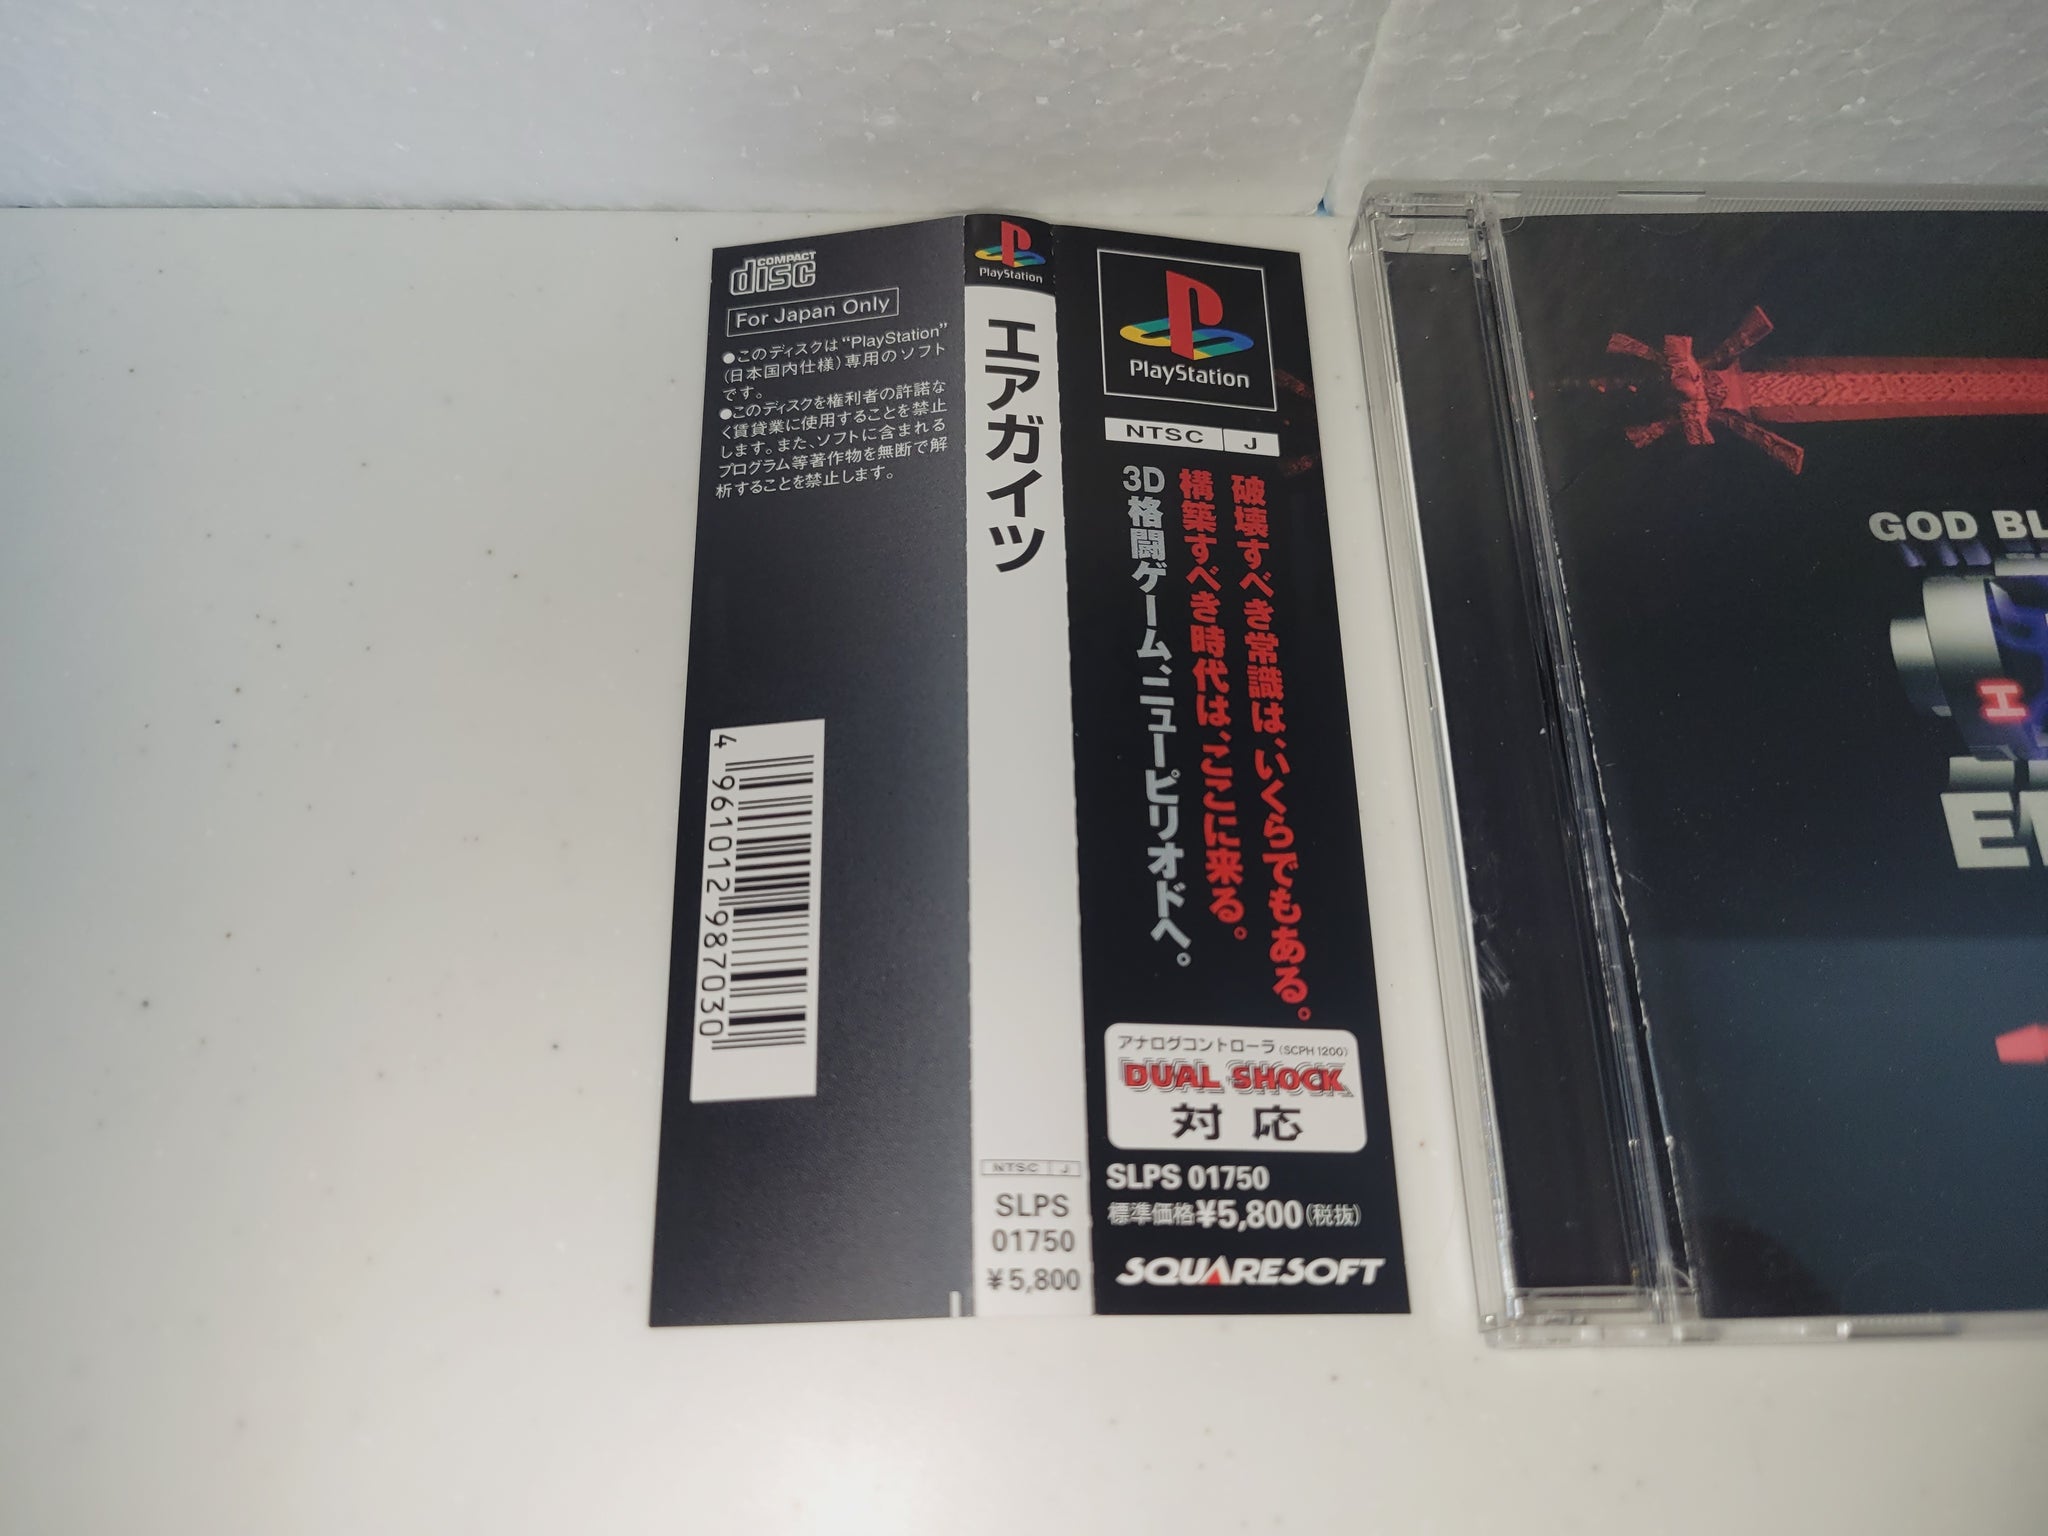 COMPACT
disc
For Japan Only
●このディスクは“PlayStation”
(日本国内仕様)専用のソフト
です。
●このディスクを権利者の許諾な
く賃貸業に使用することを禁止
します。また、ソフトに含まれる
プログラム等著作物を無断で解
析することを禁止します。
4 961012 987030
PlayStation
エアガイツ
NTSC J
SLPS
01750
¥5,800
PlayStation
NTSC J
破壊すべき常識は、いくらでもある。
構築すべき時代は、ここに来る。
3D格闘ゲーム、ニューピリオドへ。
アナログコントローラ(SCPH 1200)
DUAL SHOCK
対応
SLPS 01750
標準価格¥5,800(税抜)
SQUARESOFT
GOD BL
エ